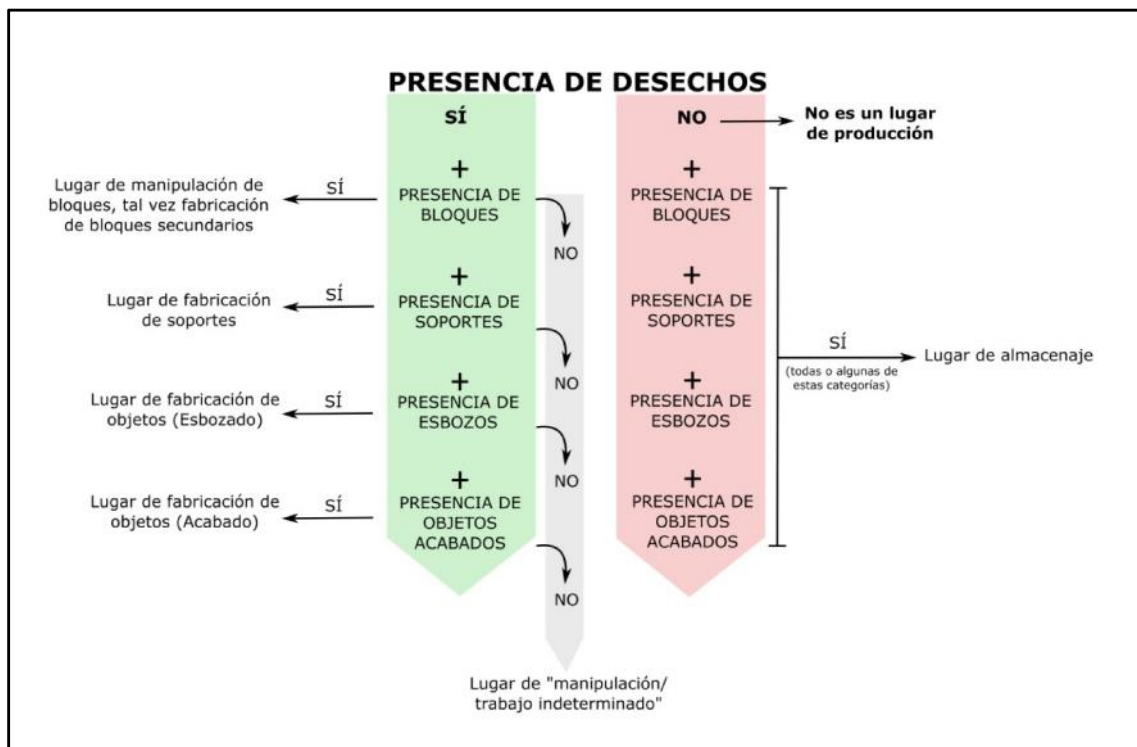 PRESENCIA DE DESECHOS
SÍ
NO
No es un lugar
de producción
+
PRESENCIA DE
BLOQUES
SÍ
Lugar de manipulación de
bloques, tal vez fabricación
de bloques secundarios
NO
+
PRESENCIA DE
SOPORTES
SÍ
Lugar de fabricación
de soportes
NO
+
PRESENCIA DE
ESBOZOS
SÍ
Lugar de fabricación de
objetos (Esbozado)
NO
+
PRESENCIA DE
OBJETOS
ACABADOS
SÍ
Lugar de fabricación de
objetos (Acabado)
NO
Lugar de "manipulación/
trabajo indeterminado"
+
PRESENCIA DE
BLOQUES
+
PRESENCIA DE
SOPORTES
+
PRESENCIA DE
ESBOZOS
+
PRESENCIA DE
OBJETOS
ACABADOS
SÍ
(todas o algunas de
estas categorías)
Lugar de almacenaje